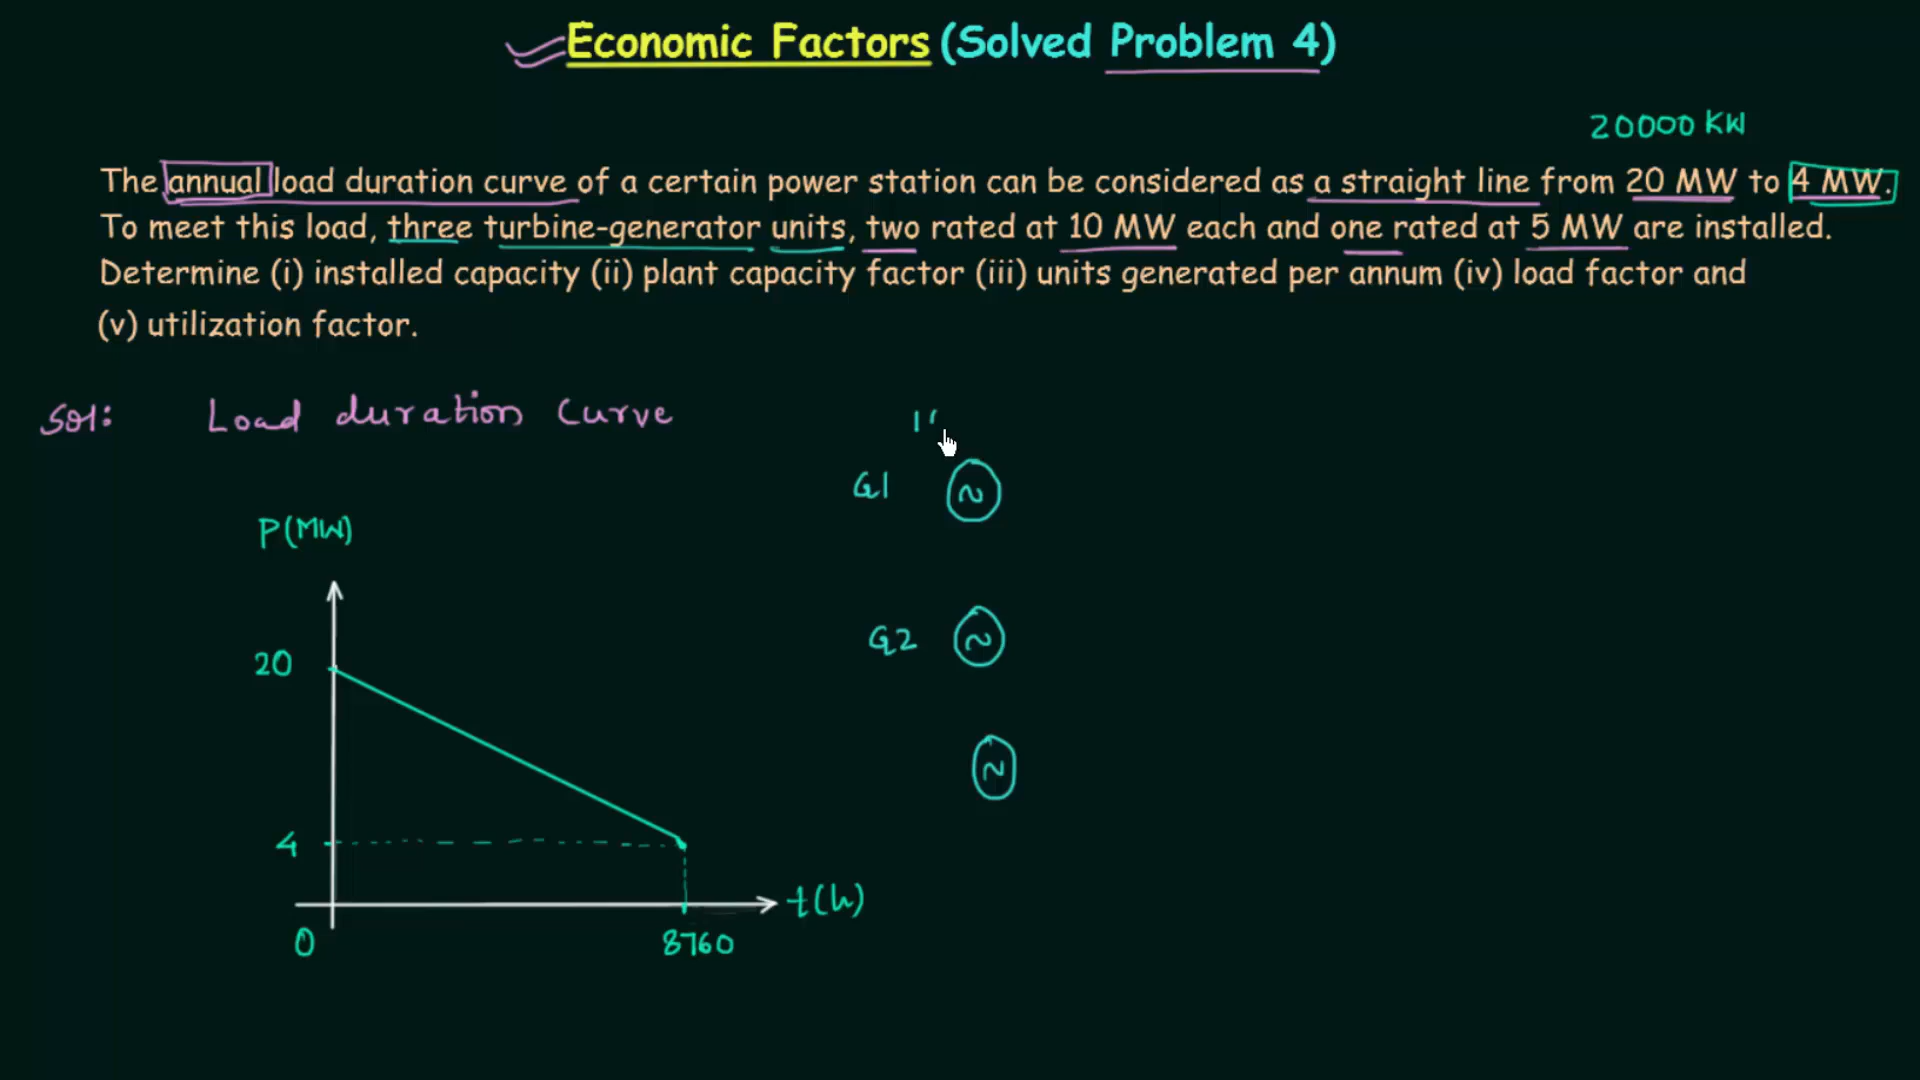 Economic Factors (Solved Problem 4)
20000 KW
The annual load duration curve of a certain power station can be considered as a straight line from 20 MW to 4 MW.
To meet this load, three turbine-generator units, two rated at 10 MW each and one rated at 5 MW are installed.
Determine (i) installed capacity (ii) plant capacity factor (iii) units generated per annum (iv) load factor and
(v) utilization factor.
Sol: Load duration curve
G1 ~
P(MW)
G2 ~
20
~
4
t(h)
0 8760